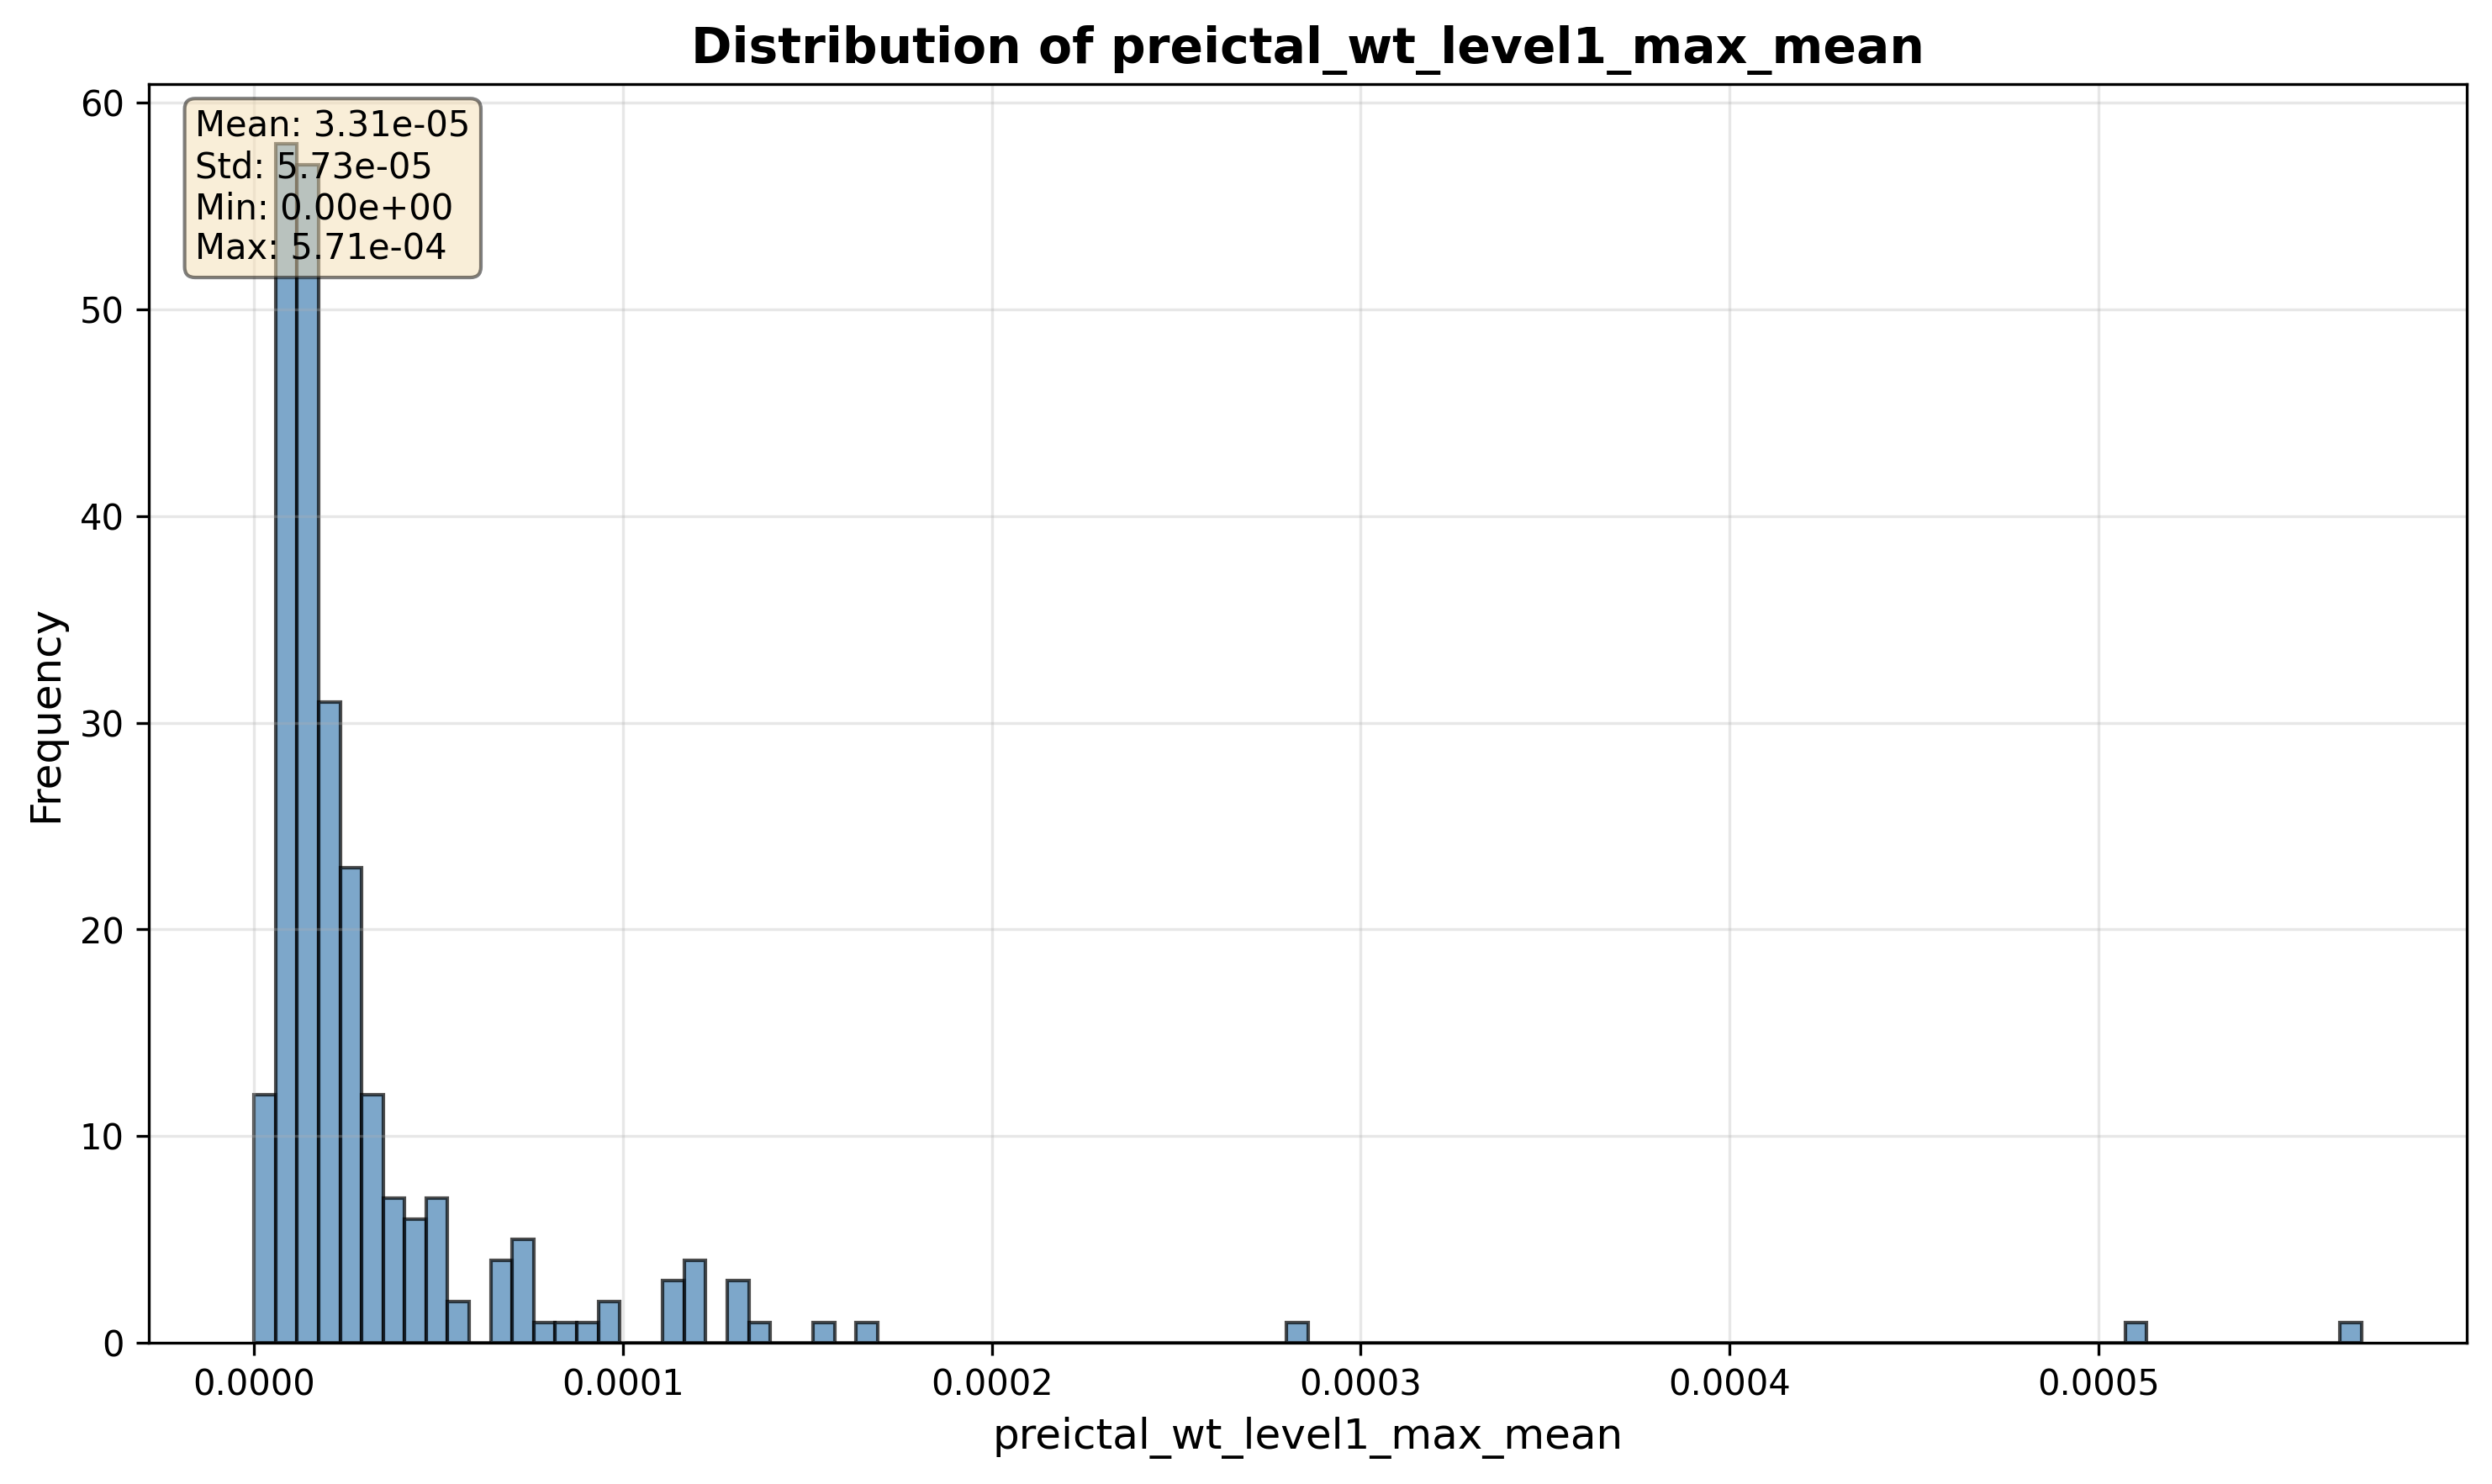 Distribution of preictal_wt_level1_max_mean
Mean: 3.31e-05
Std: 5.73e-05
Min: 0.00e+00
Max: 5.71e-04
Frequency
60
50
40
30
20
10
0
0.0000 0.0001 0.0002 0.0003 0.0004 0.0005
preictal_wt_level1_max_mean